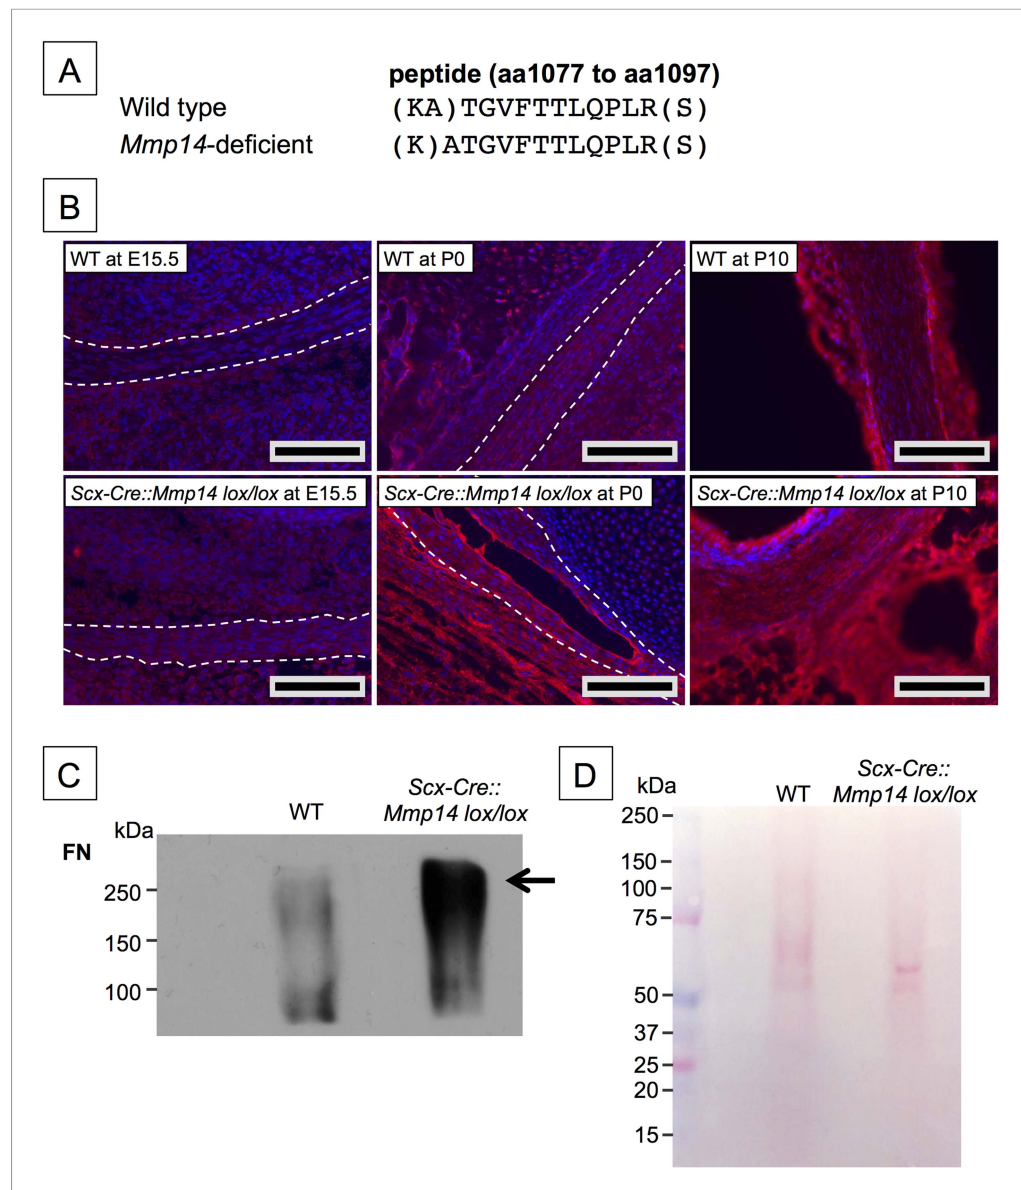 A
peptide (aa1077 to aa1097)
Wild type (KA)TGVFTTLQPLR(S)
Mmp14-deficient (K)ATGVFTTLQPLR(S)
B
WT at E15.5
WT at P0
WT at P10
Scx-Cre::Mmp14 lox/lox at E15.5
Scx-Cre::Mmp14 lox/lox at P0
Scx-Cre::Mmp14 lox/lox at P10
C
WT
Scx-Cre::
Mmp14 lox/lox
kDa
FN
250
150
100
D
kDa
WT
Scx-Cre::
Mmp14 lox/lox
250
150
100
75
50
37
25
20
15